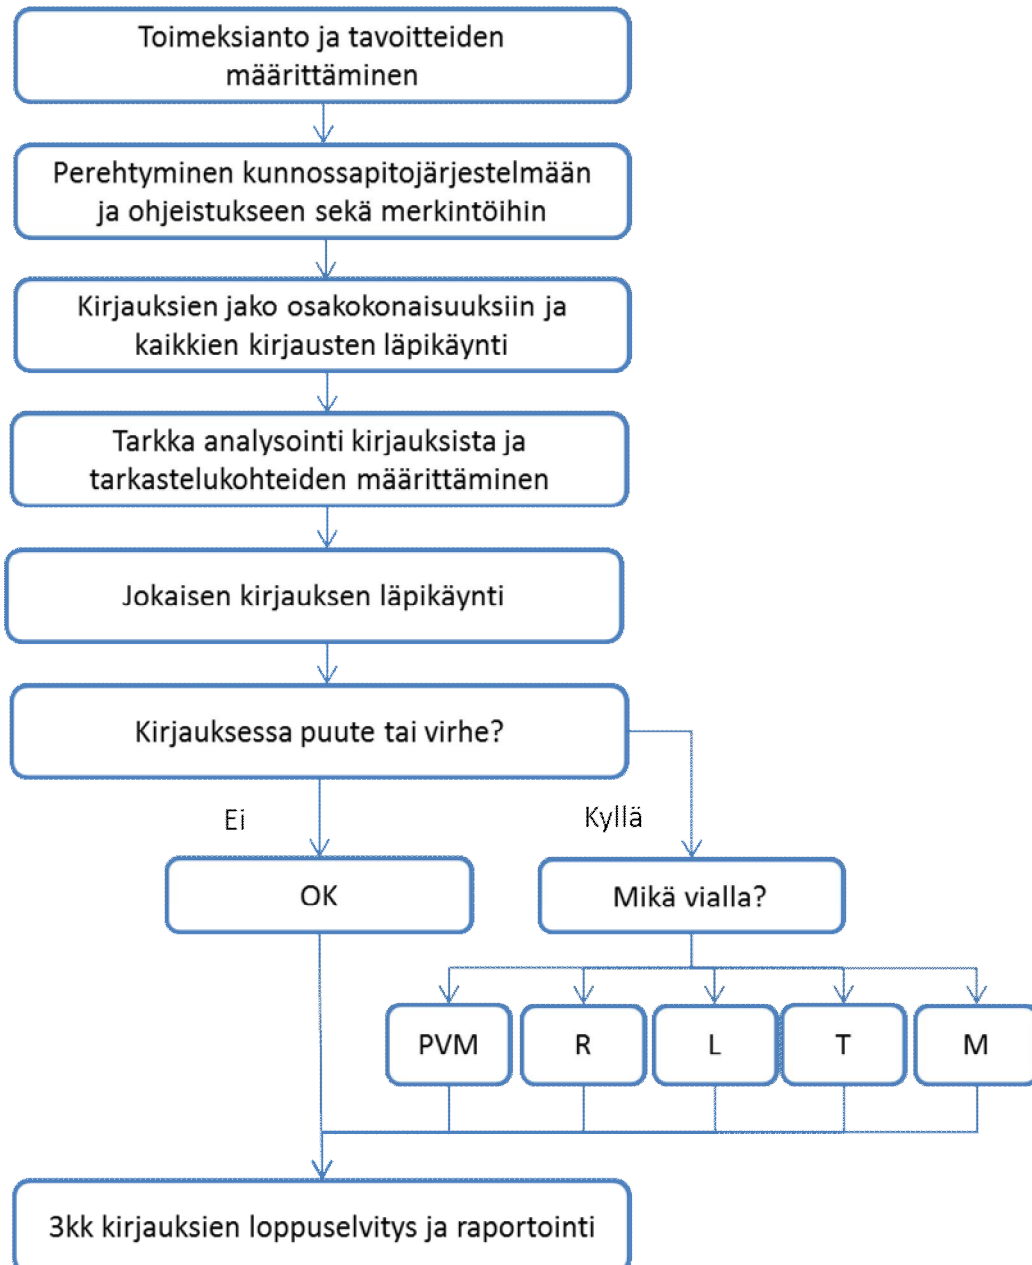 Toimeksianto ja tavoitteiden
määrittäminen
Perehtyminen kunnossapitojärjestelmään
ja ohjeistukseen sekä merkintöihin
Kirjauksien jako osakokonaisuuksiin ja
kaikkien kirjausten läpikäynti
Tarkka analysointi kirjauksista ja
tarkastelukohteiden määrittäminen
Jokaisen kirjauksen läpikäynti
Kirjauksessa puute tai virhe?
Ei
Kyllä
OK
Mikä vialla?
PVM
R
L
T
M
3kk kirjauksien loppuselvitys ja raportointi